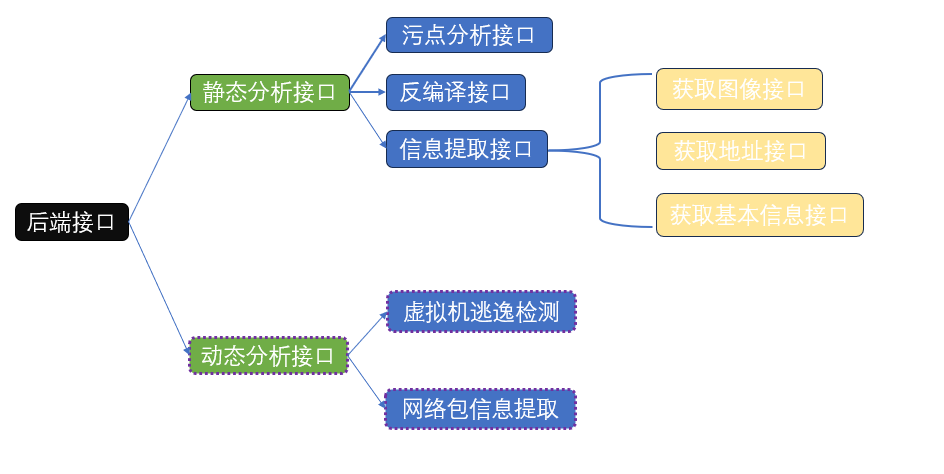 污点分析接口
静态分析接口
反编译接口
获取图像接口
信息提取接口
获取地址接口
后端接口
获取基本信息接口
虚拟机逃逸检测
动态分析接口
网络包信息提取